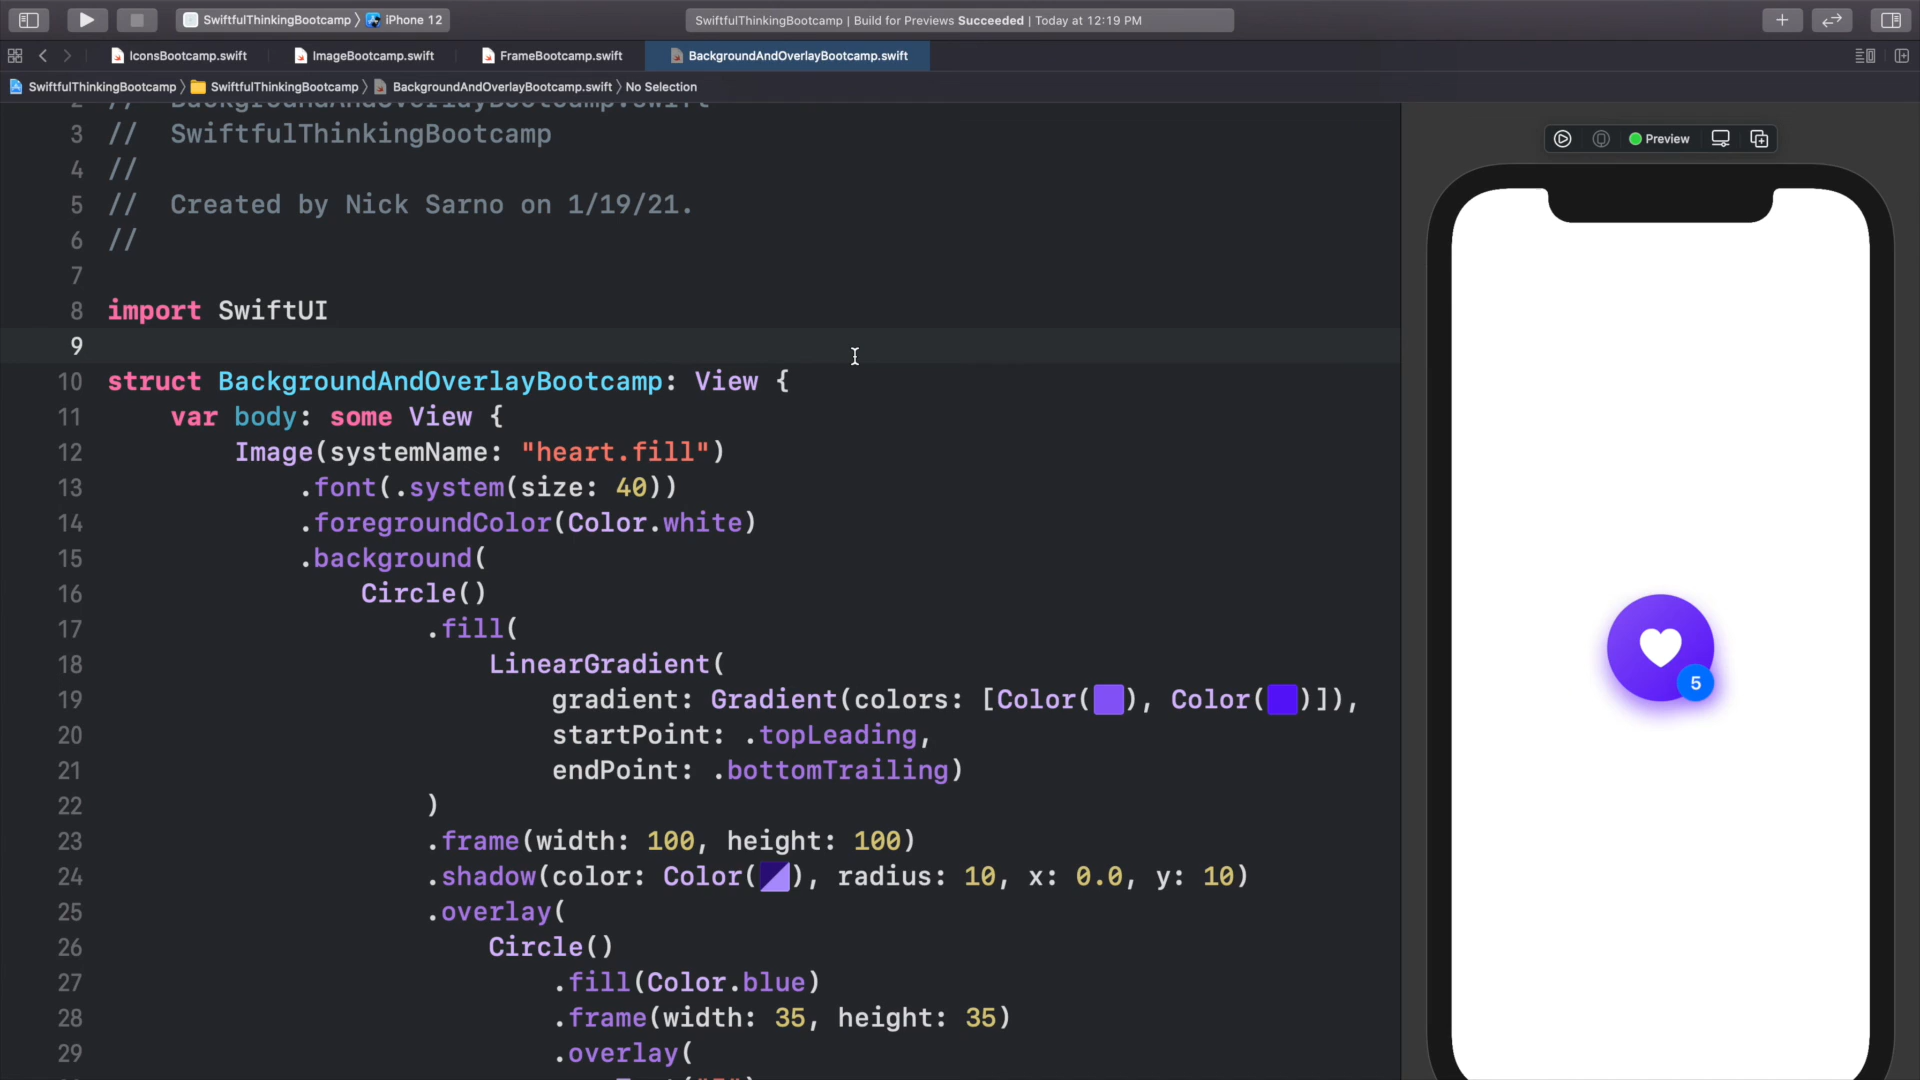 SwiftfulThinkingBootcamp 〉 iPhone 12
SwiftfulThinkingBootcamp | Build for Previews Succeeded | Today at 12:19 PM
IconsBootcamp.swift
ImageBootcamp.swift
FrameBootcamp.swift
BackgroundAndOverlayBootcamp.swift
SwiftfulThinkingBootcamp 〉 SwiftfulThinkingBootcamp 〉 BackgroundAndOverlayBootcamp.swift 〉 No Selection
2 //  BackgroundAndOverlayBootcamp.swift
3 //  SwiftfulThinkingBootcamp
4 //
5 //  Created by Nick Sarno on 1/19/21.
6 //
7
8 import SwiftUI
9
10 struct BackgroundAndOverlayBootcamp: View {
11     var body: some View {
12         Image(systemName: "heart.fill")
13             .font(.system(size: 40))
14             .foregroundColor(Color.white)
15             .background(
16                 Circle()
17                     .fill(
18                         LinearGradient(
19                             gradient: Gradient(colors: [Color(), Color()]),
20                             startPoint: .topLeading,
21                             endPoint: .bottomTrailing)
22                     )
23                     .frame(width: 100, height: 100)
24                     .shadow(color: Color(), radius: 10, x: 0.0, y: 10)
25                     .overlay(
26                         Circle()
27                             .fill(Color.blue)
28                             .frame(width: 35, height: 35)
29                             .overlay(
Preview
5